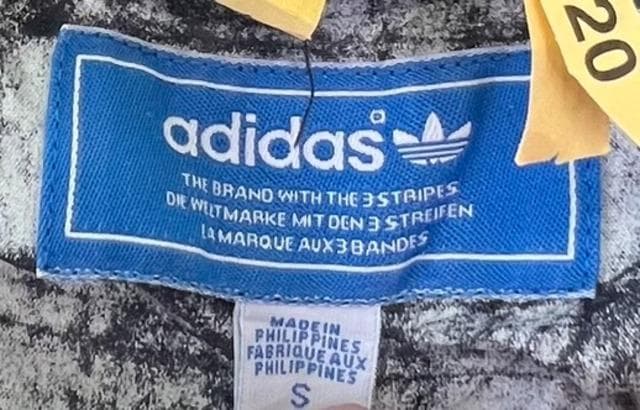 20
adidas
THE BRAND WITH THE 3 STRIPES
DIE WELTMARKE MIT DEN 3 STREIFEN
LA MARQUE AUX 3 BANDES
MADE IN
PHILIPPINES
FABRIQUE AUX
PHILIPPINES
S